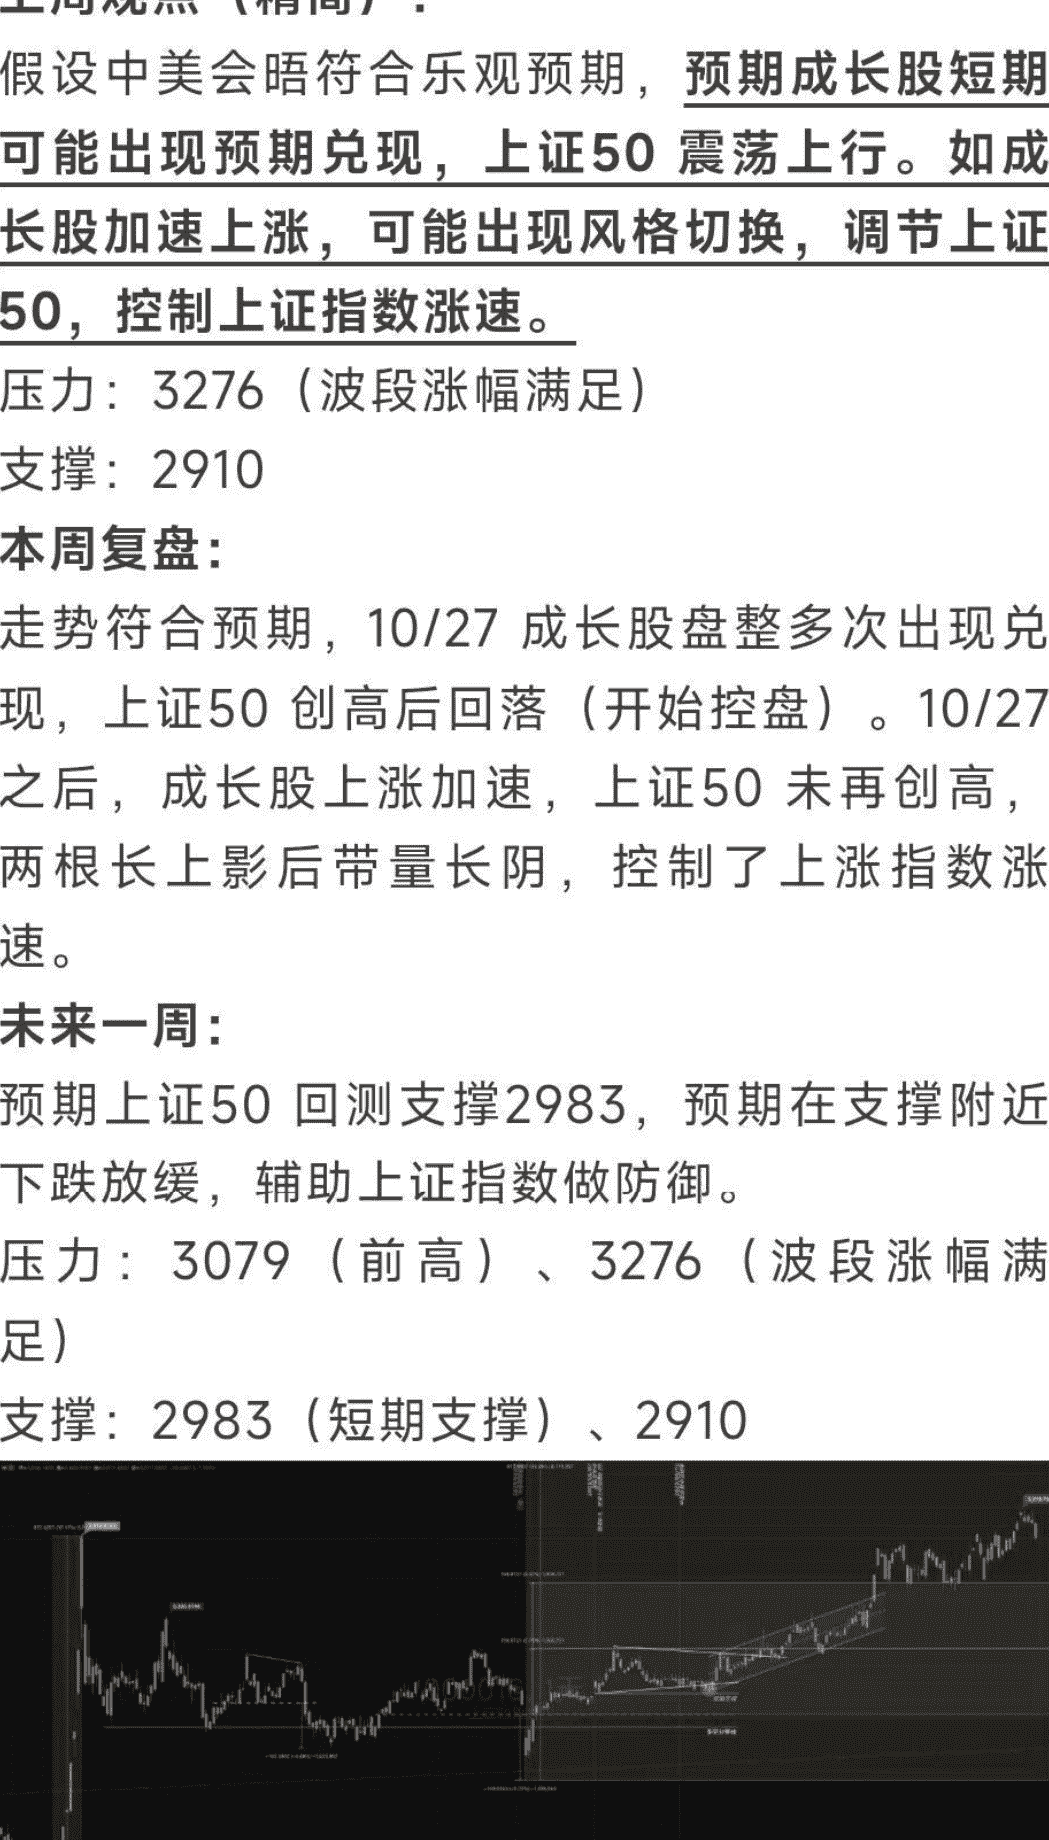 上周观点（精简）：
假设中美会晤符合乐观预期，预期成长股短期
可能出现预期兑现，上证50 震荡上行。如成
长股加速上涨，可能出现风格切换，调节上证
50，控制上证指数涨速。
压力：3276（波段涨幅满足）
支撑：2910
本周复盘：
走势符合预期，10/27 成长股盘整多次出现兑
现，上证50 创高后回落（开始控盘）。10/27
之后，成长股上涨加速，上证50 未再创高，
两根长上影后带量长阴，控制了上涨指数涨
速。
未来一周：
预期上证50 回测支撑2983，预期在支撑附近
下跌放缓，辅助上证指数做防御。
压力：3079（前高）、3276（波段涨幅满
足）
支撑：2983（短期支撑）、2910